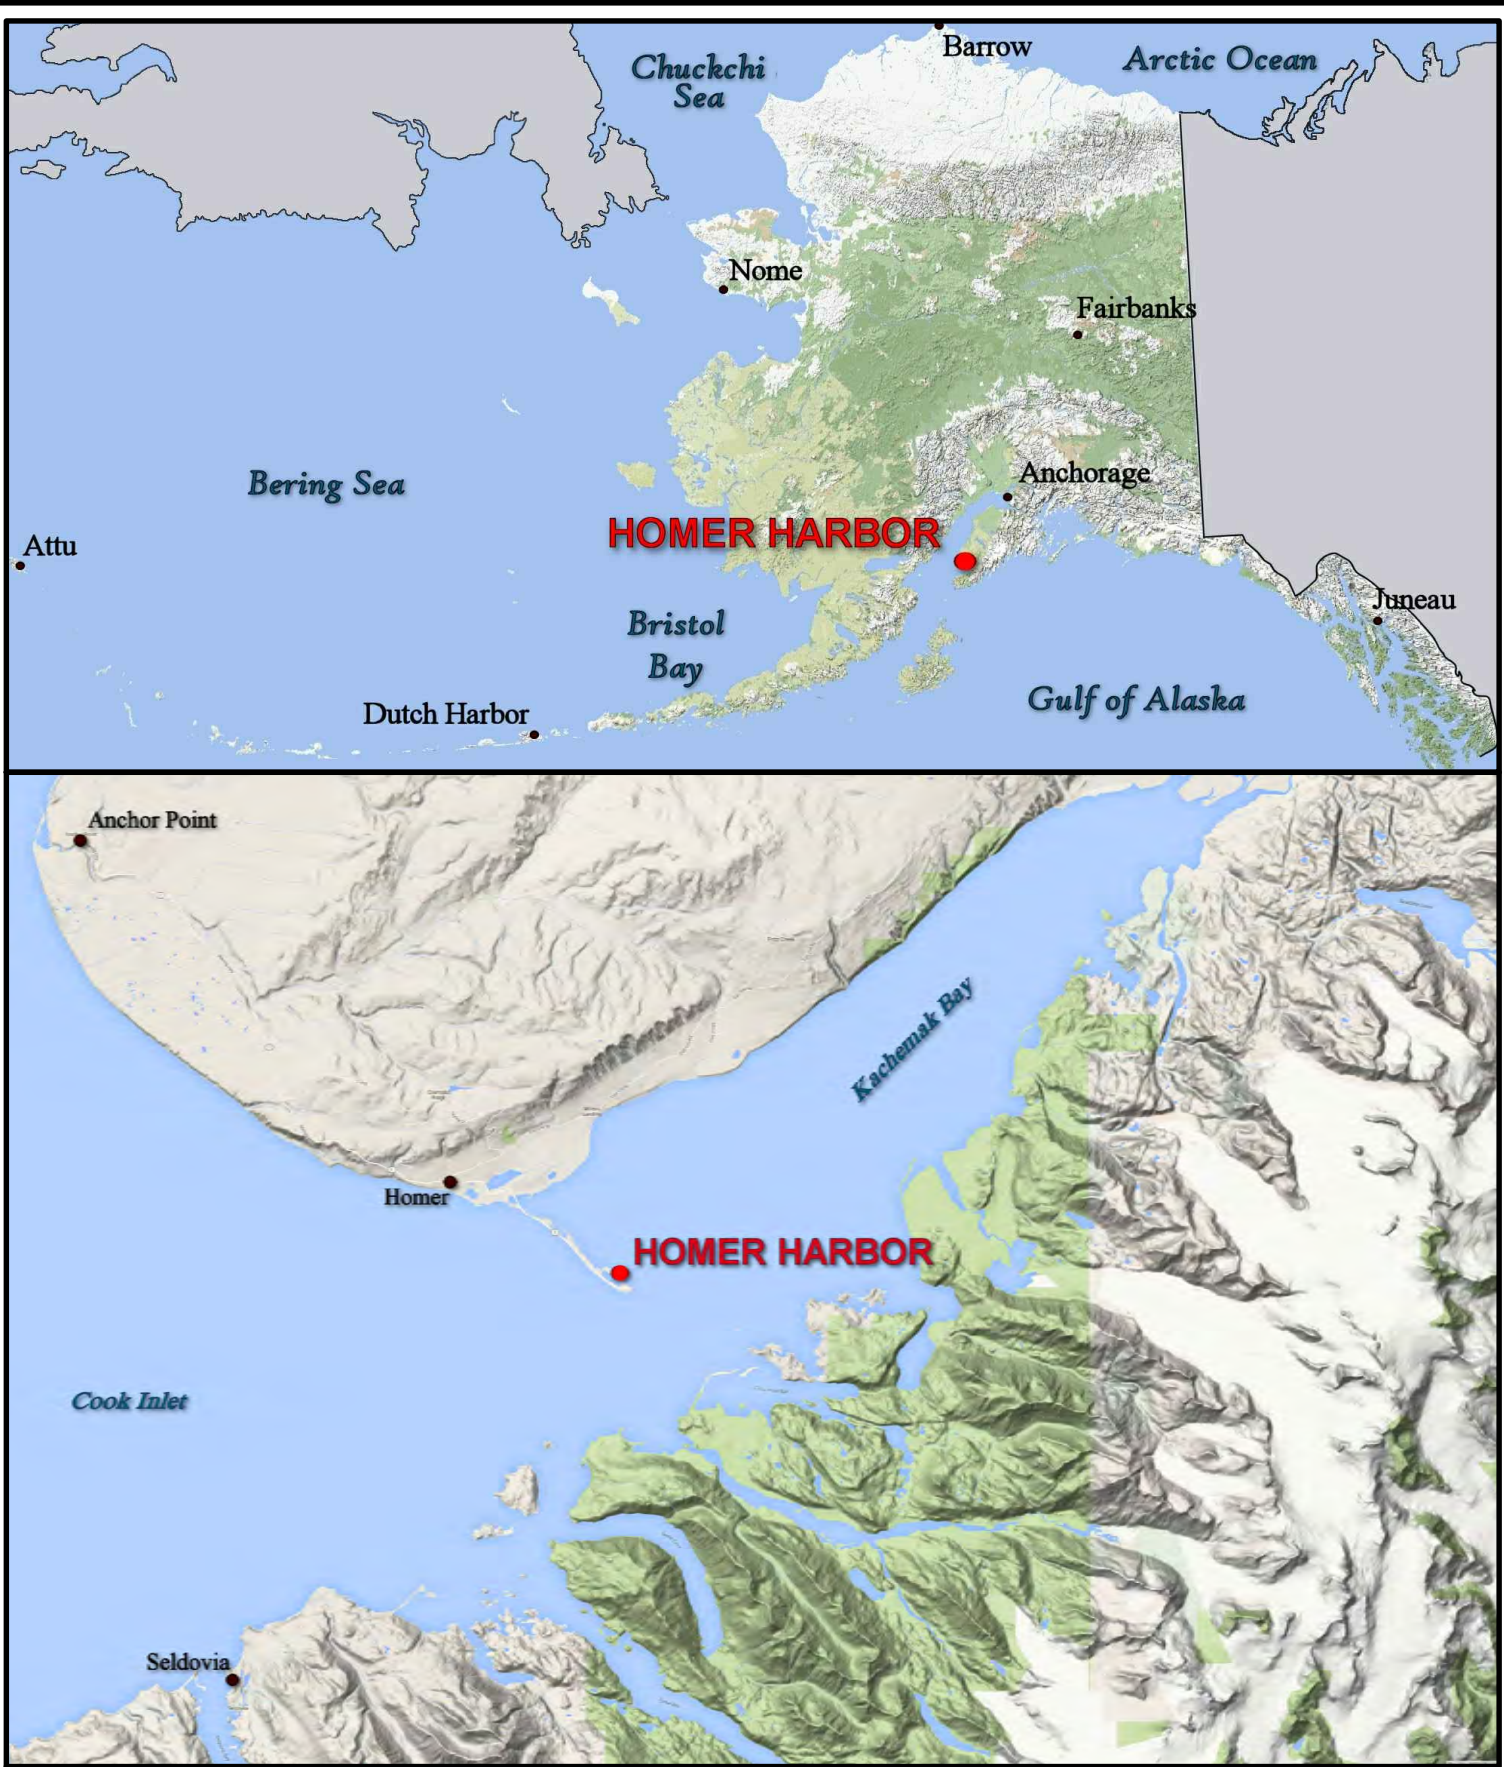 Barrow
Chuckchi
Sea
Arctic Ocean
Nome
Fairbanks
Bering Sea
Anchorage
HOMER HARBOR
Attu
Juneau
Bristol
Bay
Gulf of Alaska
Dutch Harbor
Anchor Point
Kachemak Bay
Homer
HOMER HARBOR
Cook Inlet
Seldovia